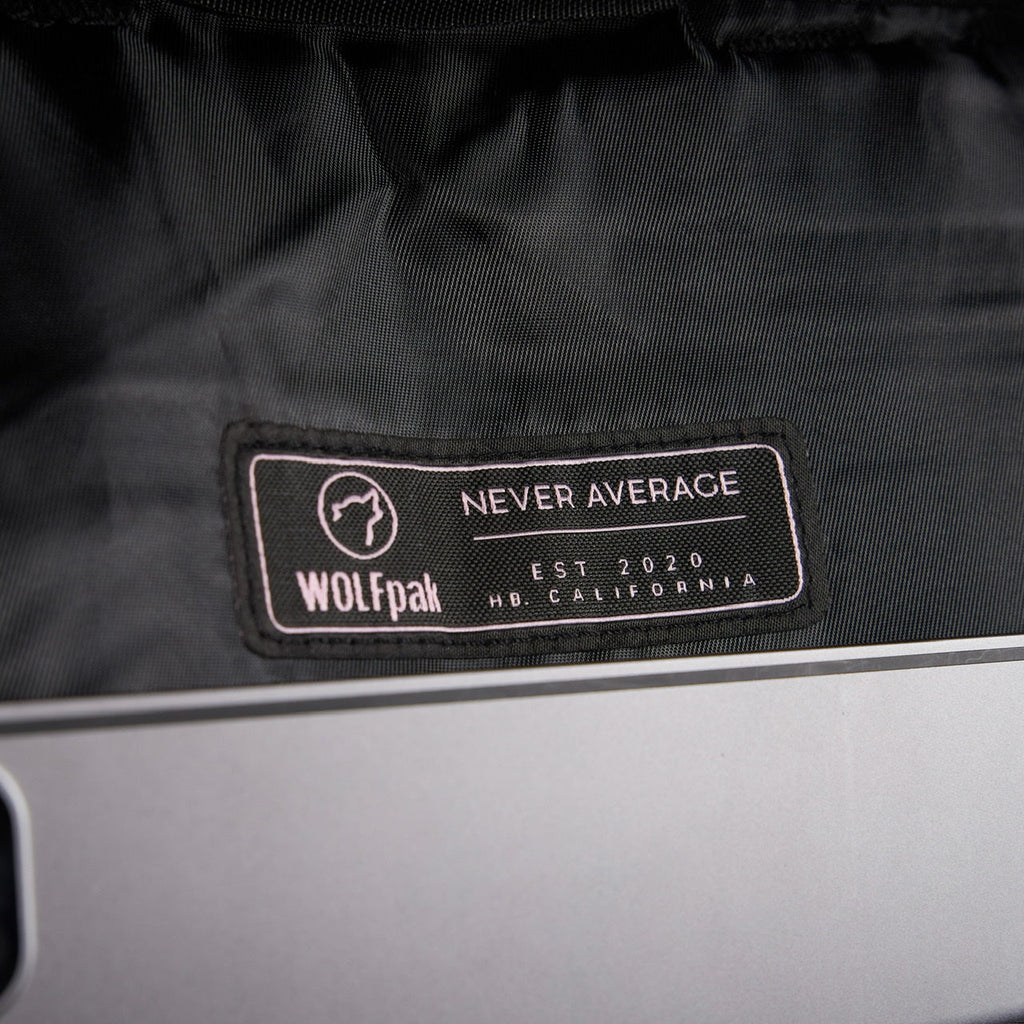 WOLFpak
NEVER AVERAGE
EST 2020
HB. CALIFORNIA